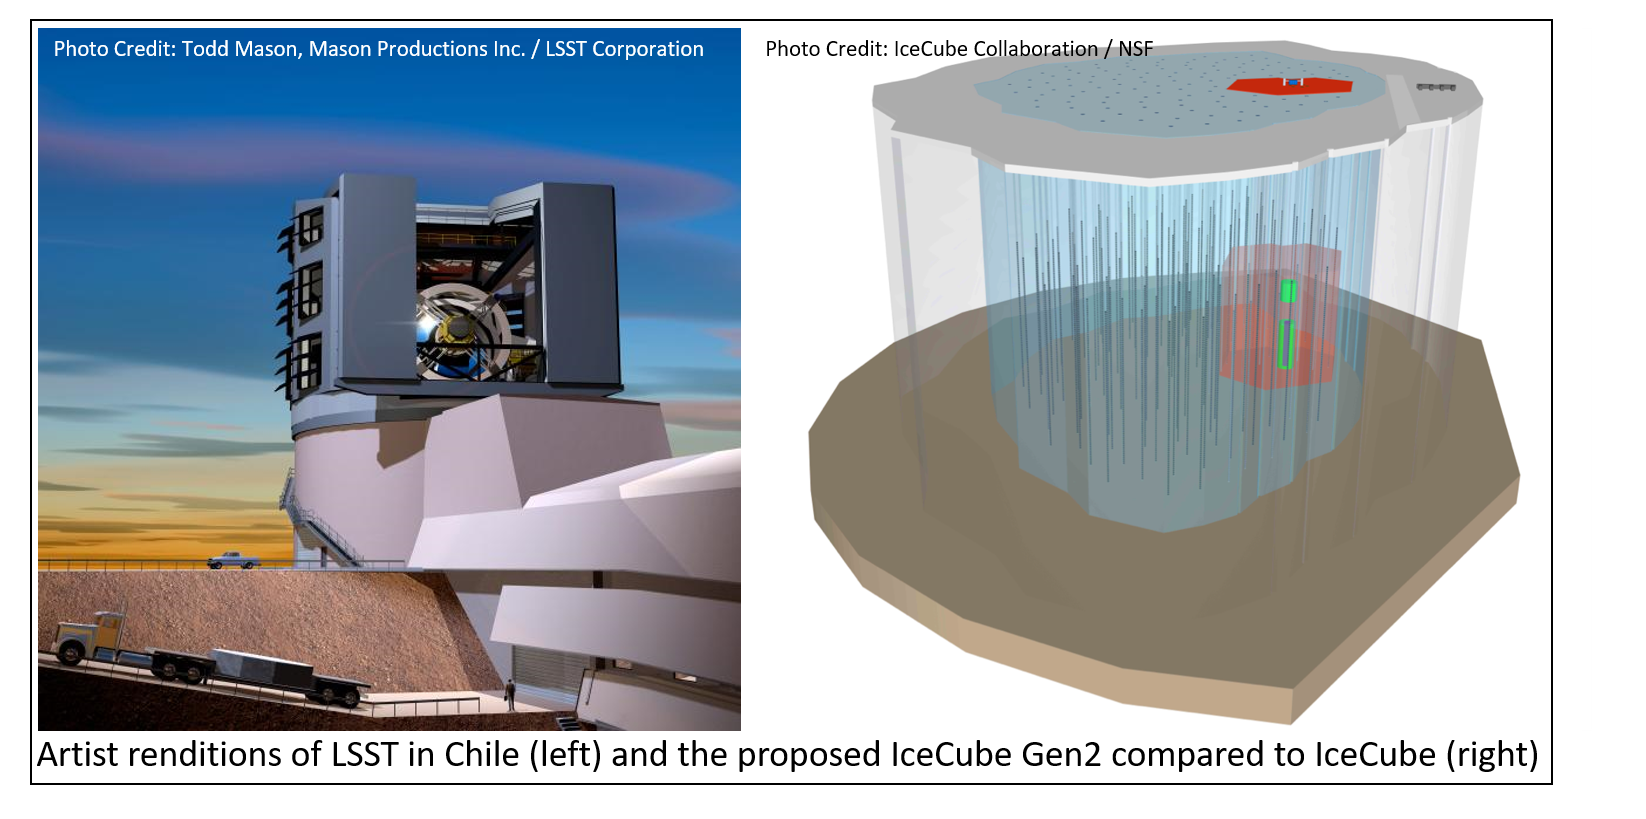 Photo Credit: Todd Mason, Mason Productions Inc. / LSST Corporation
Photo Credit: IceCube Collaboration / NSF
Artist renditions of LSST in Chile (left) and the proposed IceCube Gen2 compared to IceCube (right)